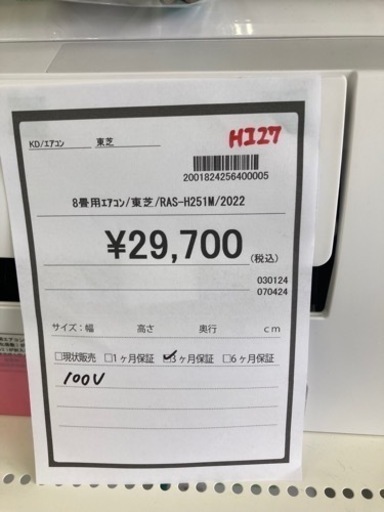 KD/エアコン 東芝
HI27
2001824256400005
8畳用エアコン/東芝/RAS-H251M/2022
¥29,700(税込)
030124
070424
サイズ:幅 高さ 奥行 cm
□現状販売 □1ヶ月保証 ☑3ヶ月保証 □6ヶ月保証
100V